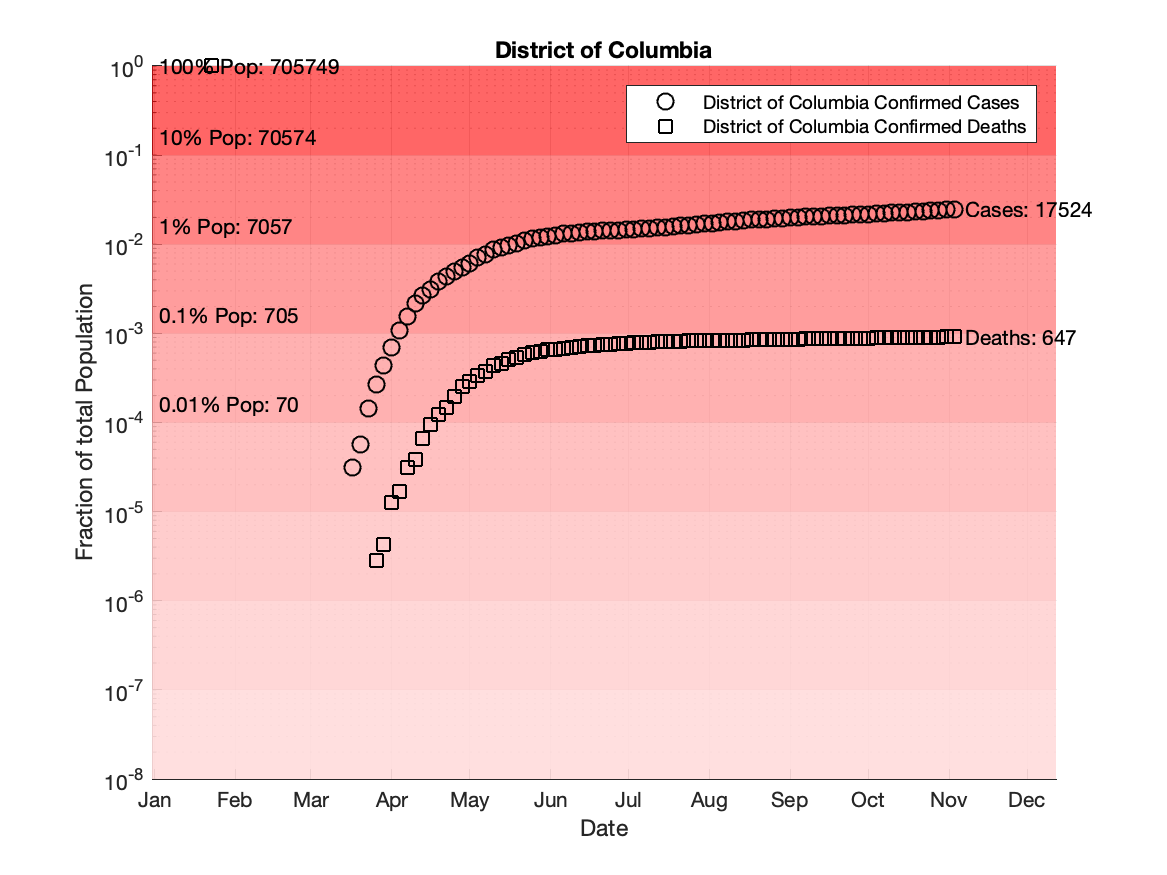 District of Columbia
10^0
100% Pop: 705749
District of Columbia Confirmed Cases
District of Columbia Confirmed Deaths
10% Pop: 70574
10^-1
Cases: 17524
1% Pop: 7057
10^-2
0.1% Pop: 705
10^-3
Deaths: 647
0.01% Pop: 70
10^-4
10^-5
10^-6
10^-7
10^-8
Fraction of total Population
Jan Feb Mar Apr May Jun Jul Aug Sep Oct Nov Dec
Date